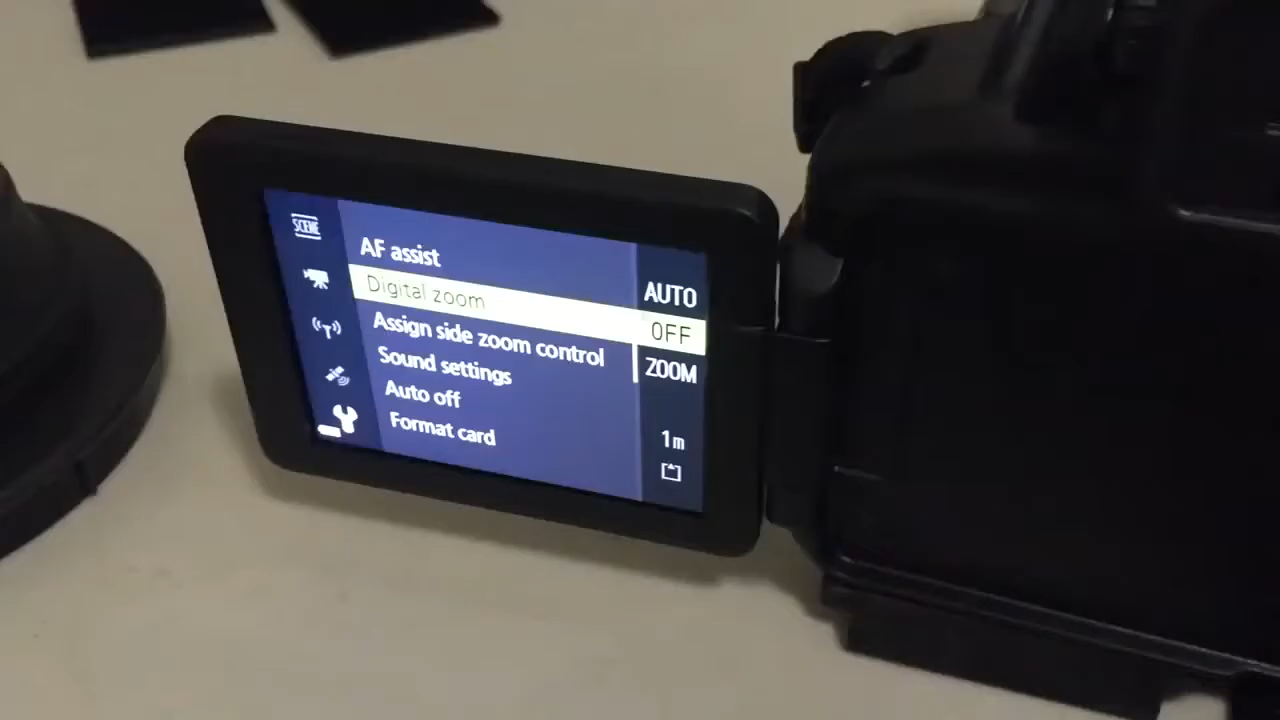 SCENE
AF assist AUTO
Digital zoom OFF
Assign side zoom control ZOOM
Sound settings
Auto off 1m
Format card